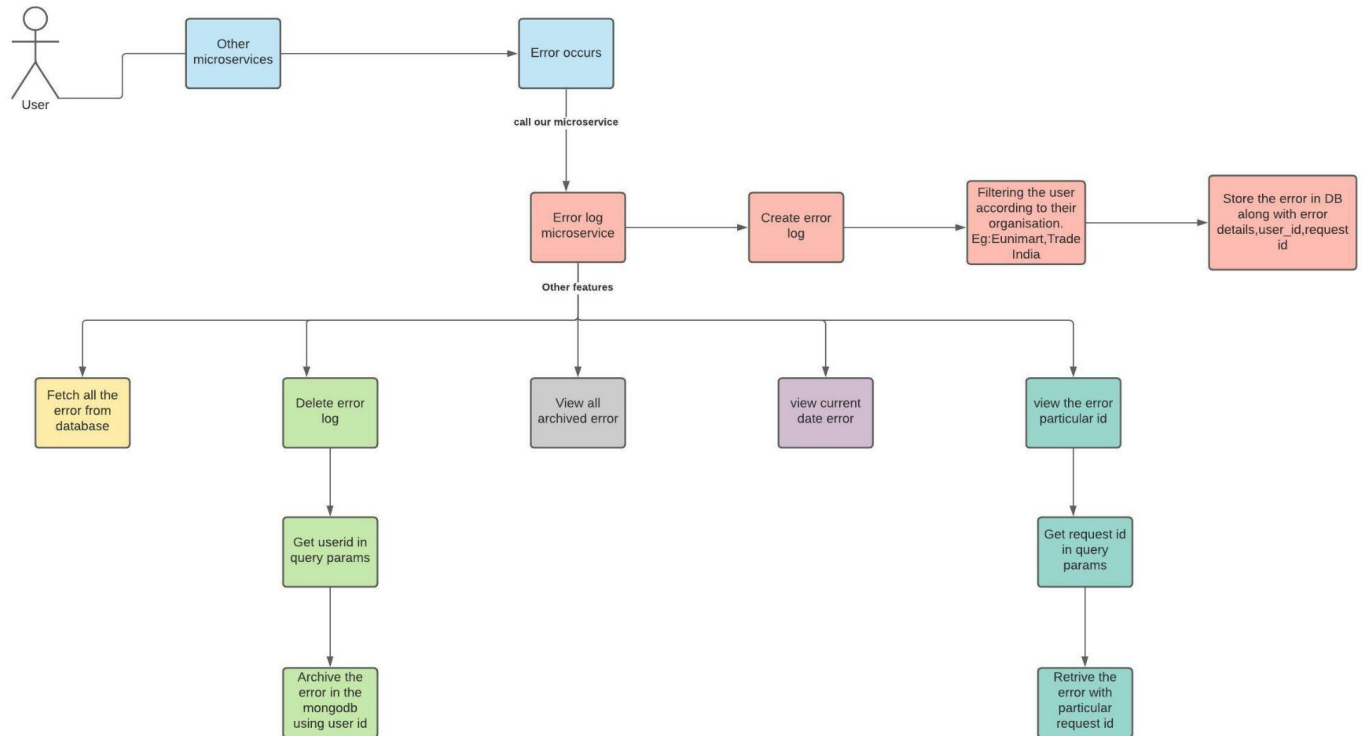 Other
microservices
Error occurs
User
call our microservice
Error log
microservice
Create error
log
Filtering the user
according to their
organisation.
Eg:Eunimart,Trade
India
Store the error in DB
along with error
details,user_id,request
id
Other features
Fetch all the
error from
database
Delete error
log
View all
archived error
view current
date error
view the error
particular id
Get userid in
query params
Get request id
in query
params
Archive the
error in the
mongodb
using user id
Retrive the
error with
particular
request id